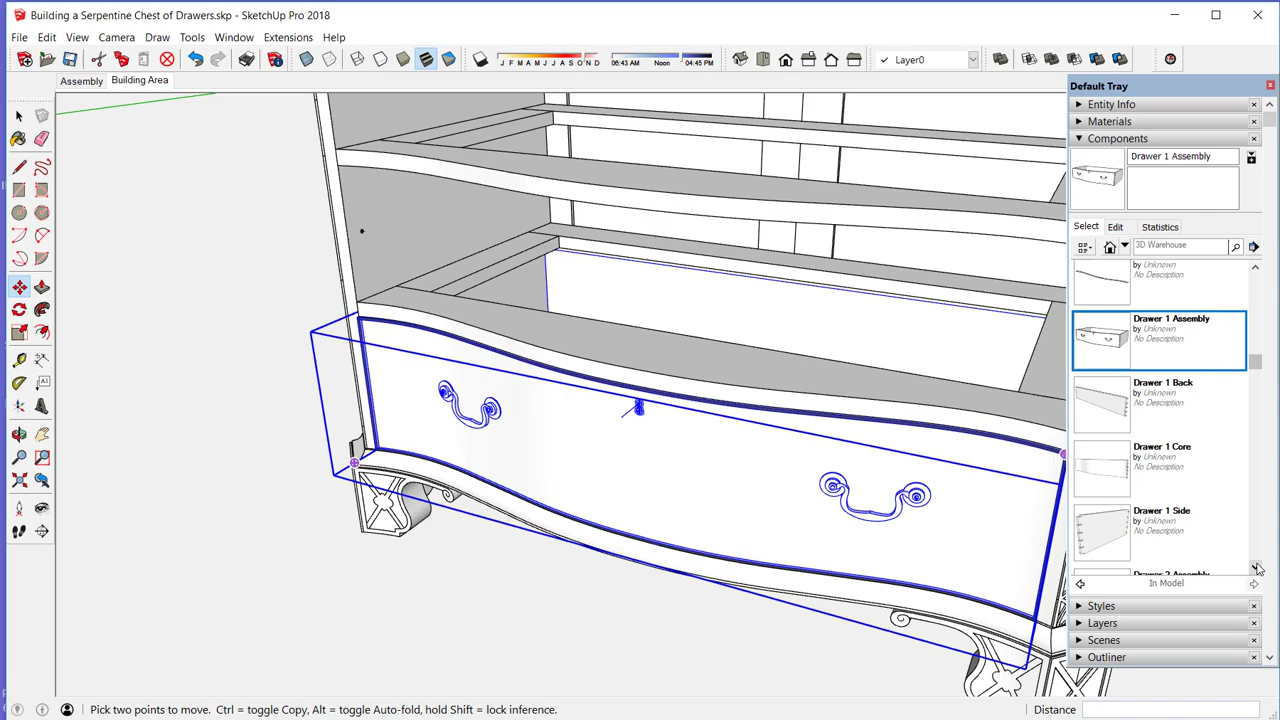 Building a Serpentine Chest of Drawers.skp - SketchUp Pro 2018
File Edit View Camera Draw Tools Window Extensions Help
J F M A M J J A S O N D 06:43 AM Noon 04:45 PM Layer0
Assembly Building Area
Default Tray
Entity Info
Materials
Components
Drawer 1 Assembly
Select Edit Statistics
3D Warehouse
by Unknown
No Description
Drawer 1 Assembly
by Unknown
No Description
Drawer 1 Back
by Unknown
No Description
Drawer 1 Core
by Unknown
No Description
Drawer 1 Side
by Unknown
No Description
Drawer 2 Assembly
In Model
Styles
Layers
Scenes
Outliner
Pick two points to move. Ctrl = toggle Copy, Alt = toggle Auto-fold, hold Shift = lock inference. Distance